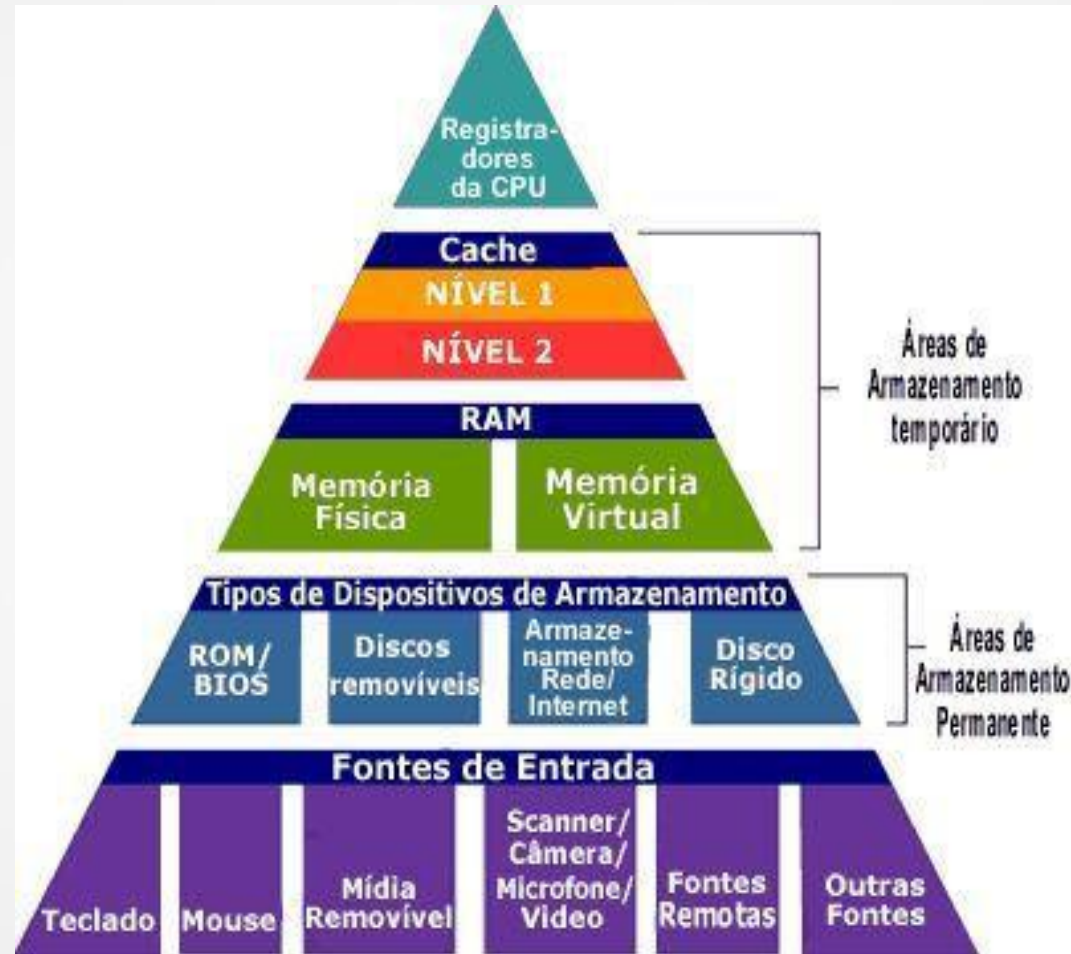 Registra-
dores
da CPU
Cache
NÍVEL 1
NÍVEL 2
Áreas de
Armazenamento
temporário
RAM
Memória
Física
Memória
Virtual
Tipos de Dispositivos de Armazenamento
ROM/
BIOS
Discos
removíveis
Armaze-
namento
Rede/
Internet
Disco
Rígido
Áreas de
Armazenamento
Permanente
Fontes de Entrada
Teclado
Mouse
Mídia
Removível
Scanner/
Câmera/
Microfone/
Video
Fontes
Remotas
Outras
Fontes